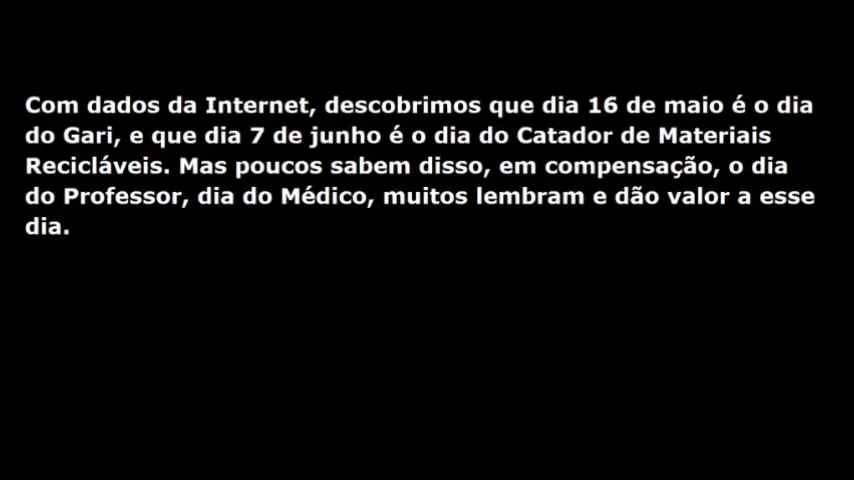 Com dados da Internet, descobrimos que dia 16 de maio é o dia
do Gari, e que dia 7 de junho é o dia do Catador de Materiais
Recicláveis. Mas poucos sabem disso, em compensação, o dia
do Professor, dia do Médico, muitos lembram e dão valor a esse
dia.